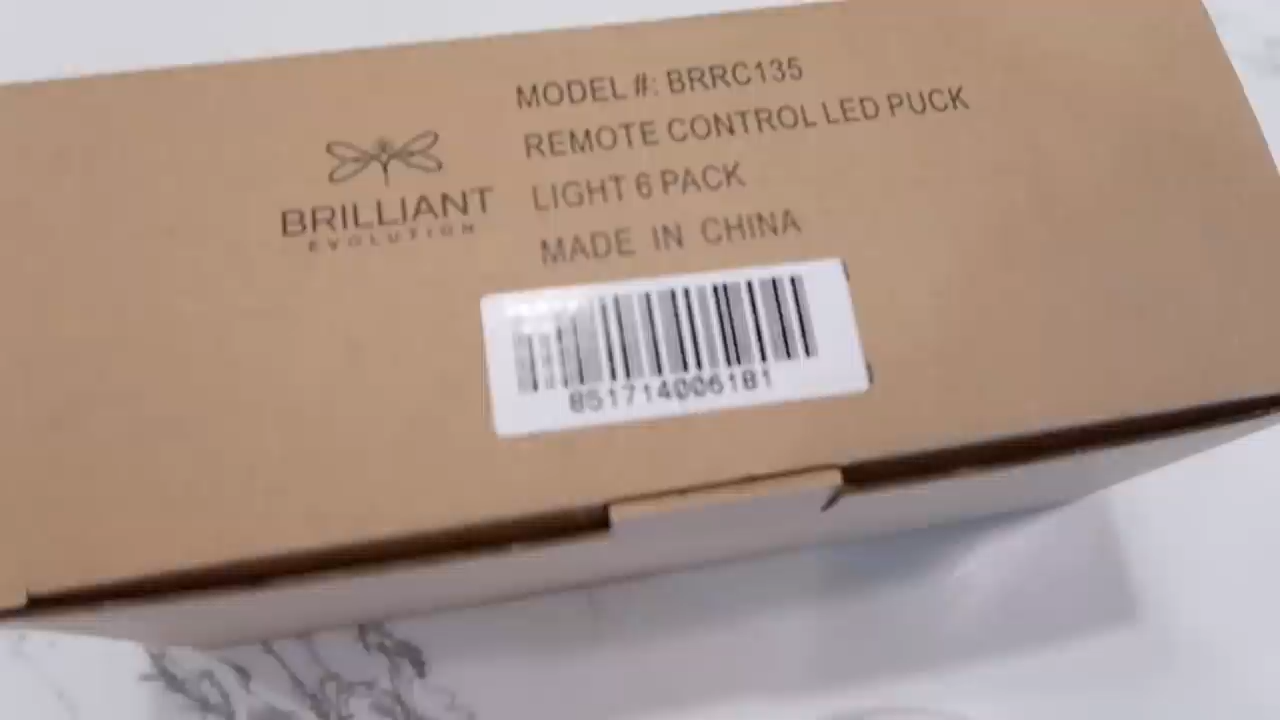 BRILLIANT
EVOLUTION
MODEL #: BRRC135
REMOTE CONTROL LED PUCK
LIGHT 6 PACK
MADE IN CHINA
851714006181